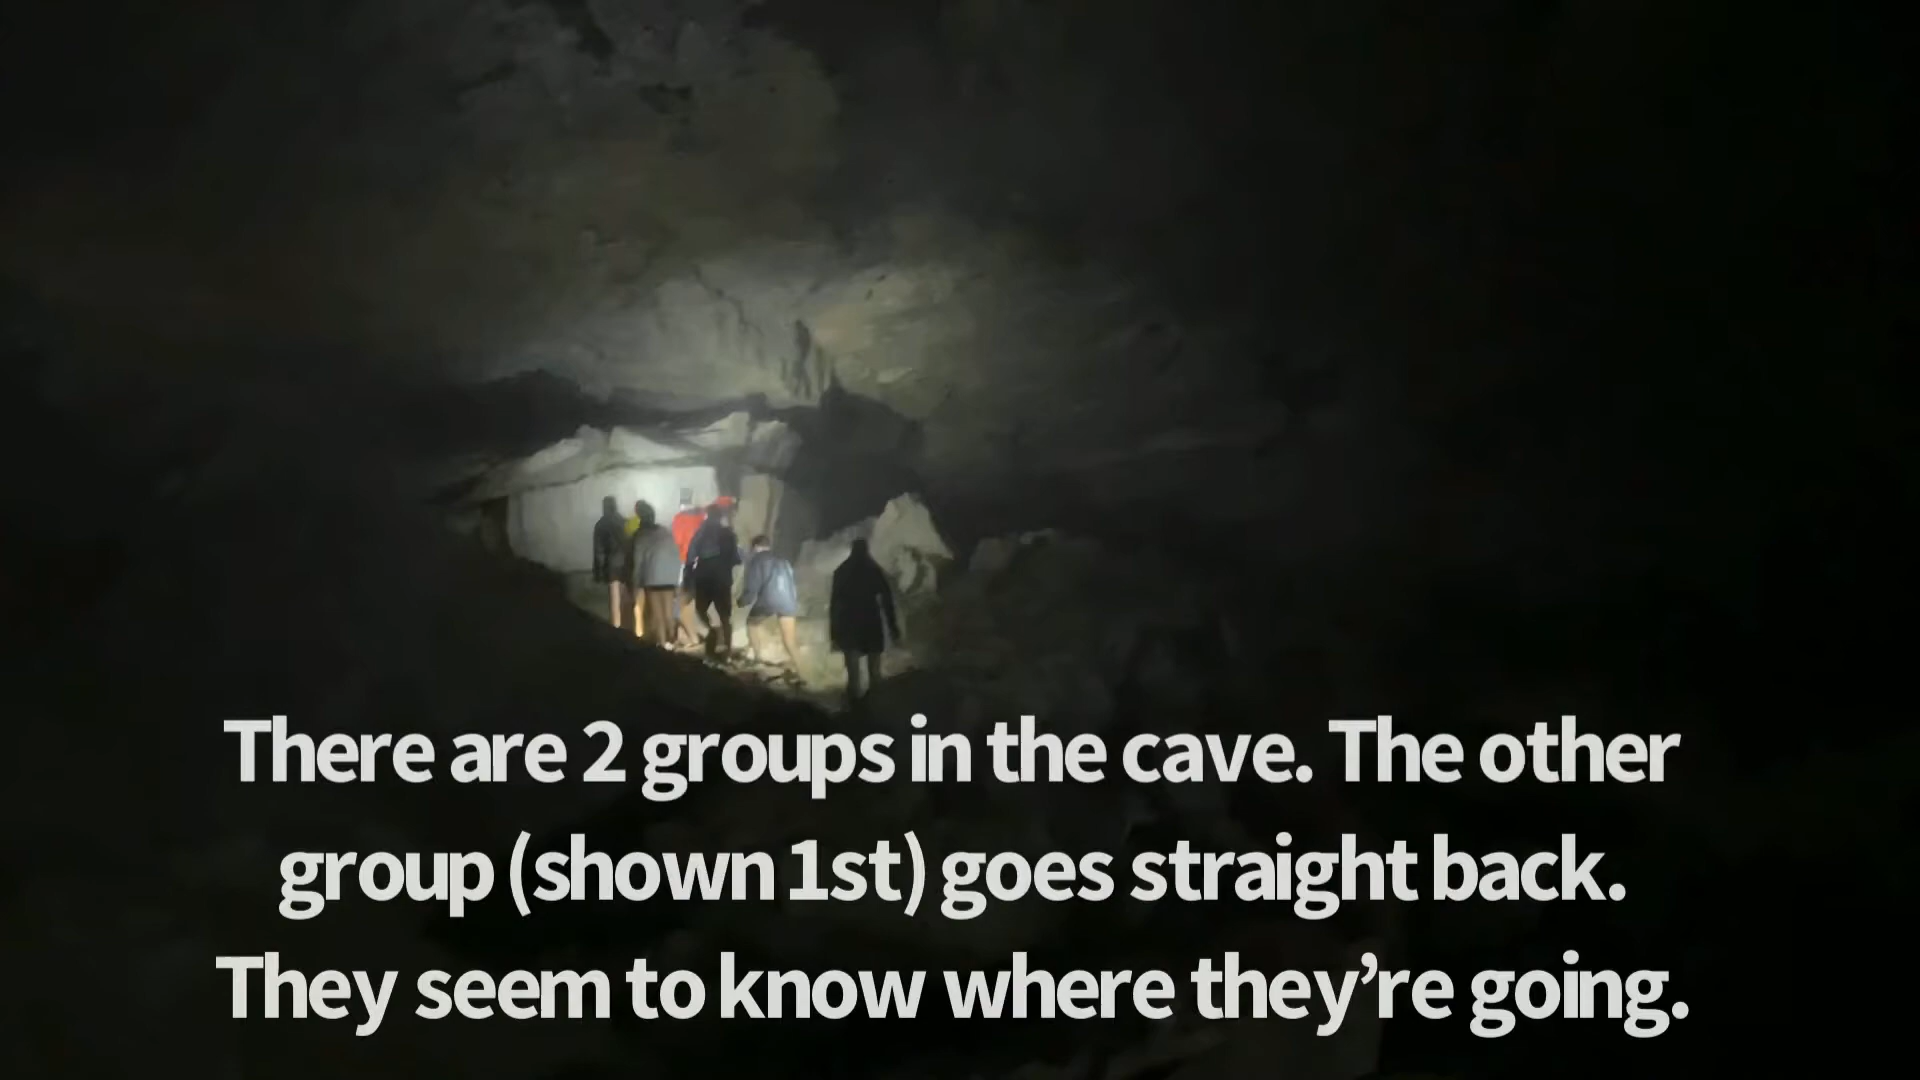 There are 2 groups in the cave. The other
group (shown 1st) goes straight back.
They seem to know where they’re going.